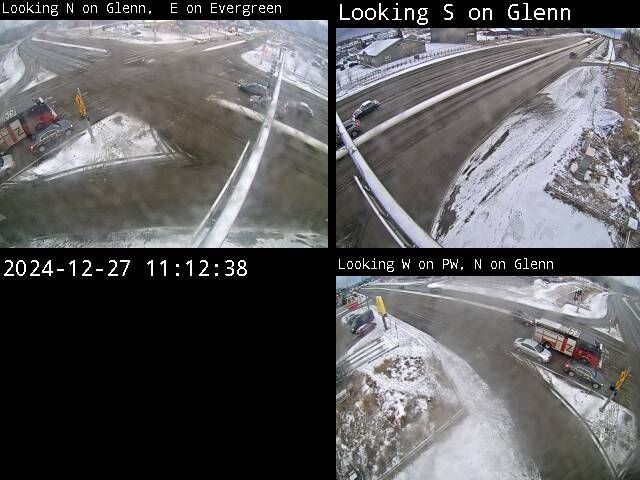 Looking N on Glenn,  E on Evergreen
Looking S on Glenn
2024-12-27 11:12:38
Looking W on PW, N on Glenn